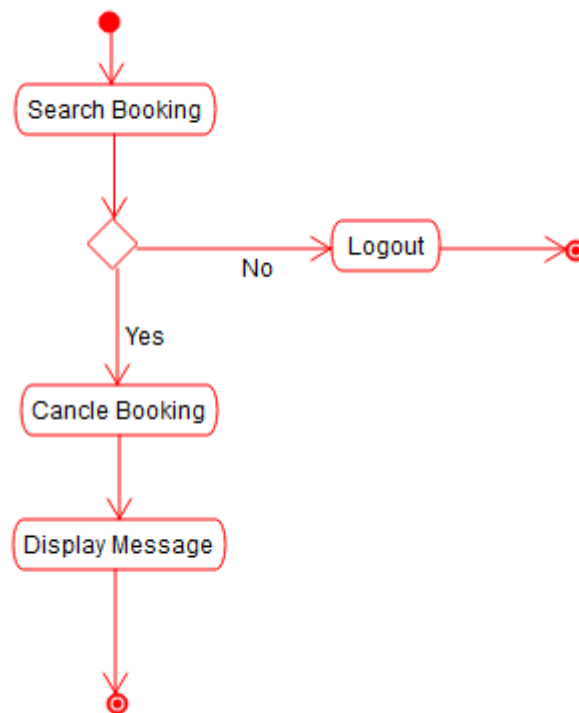 Search Booking
No
Logout
Yes
Cancle Booking
Display Message